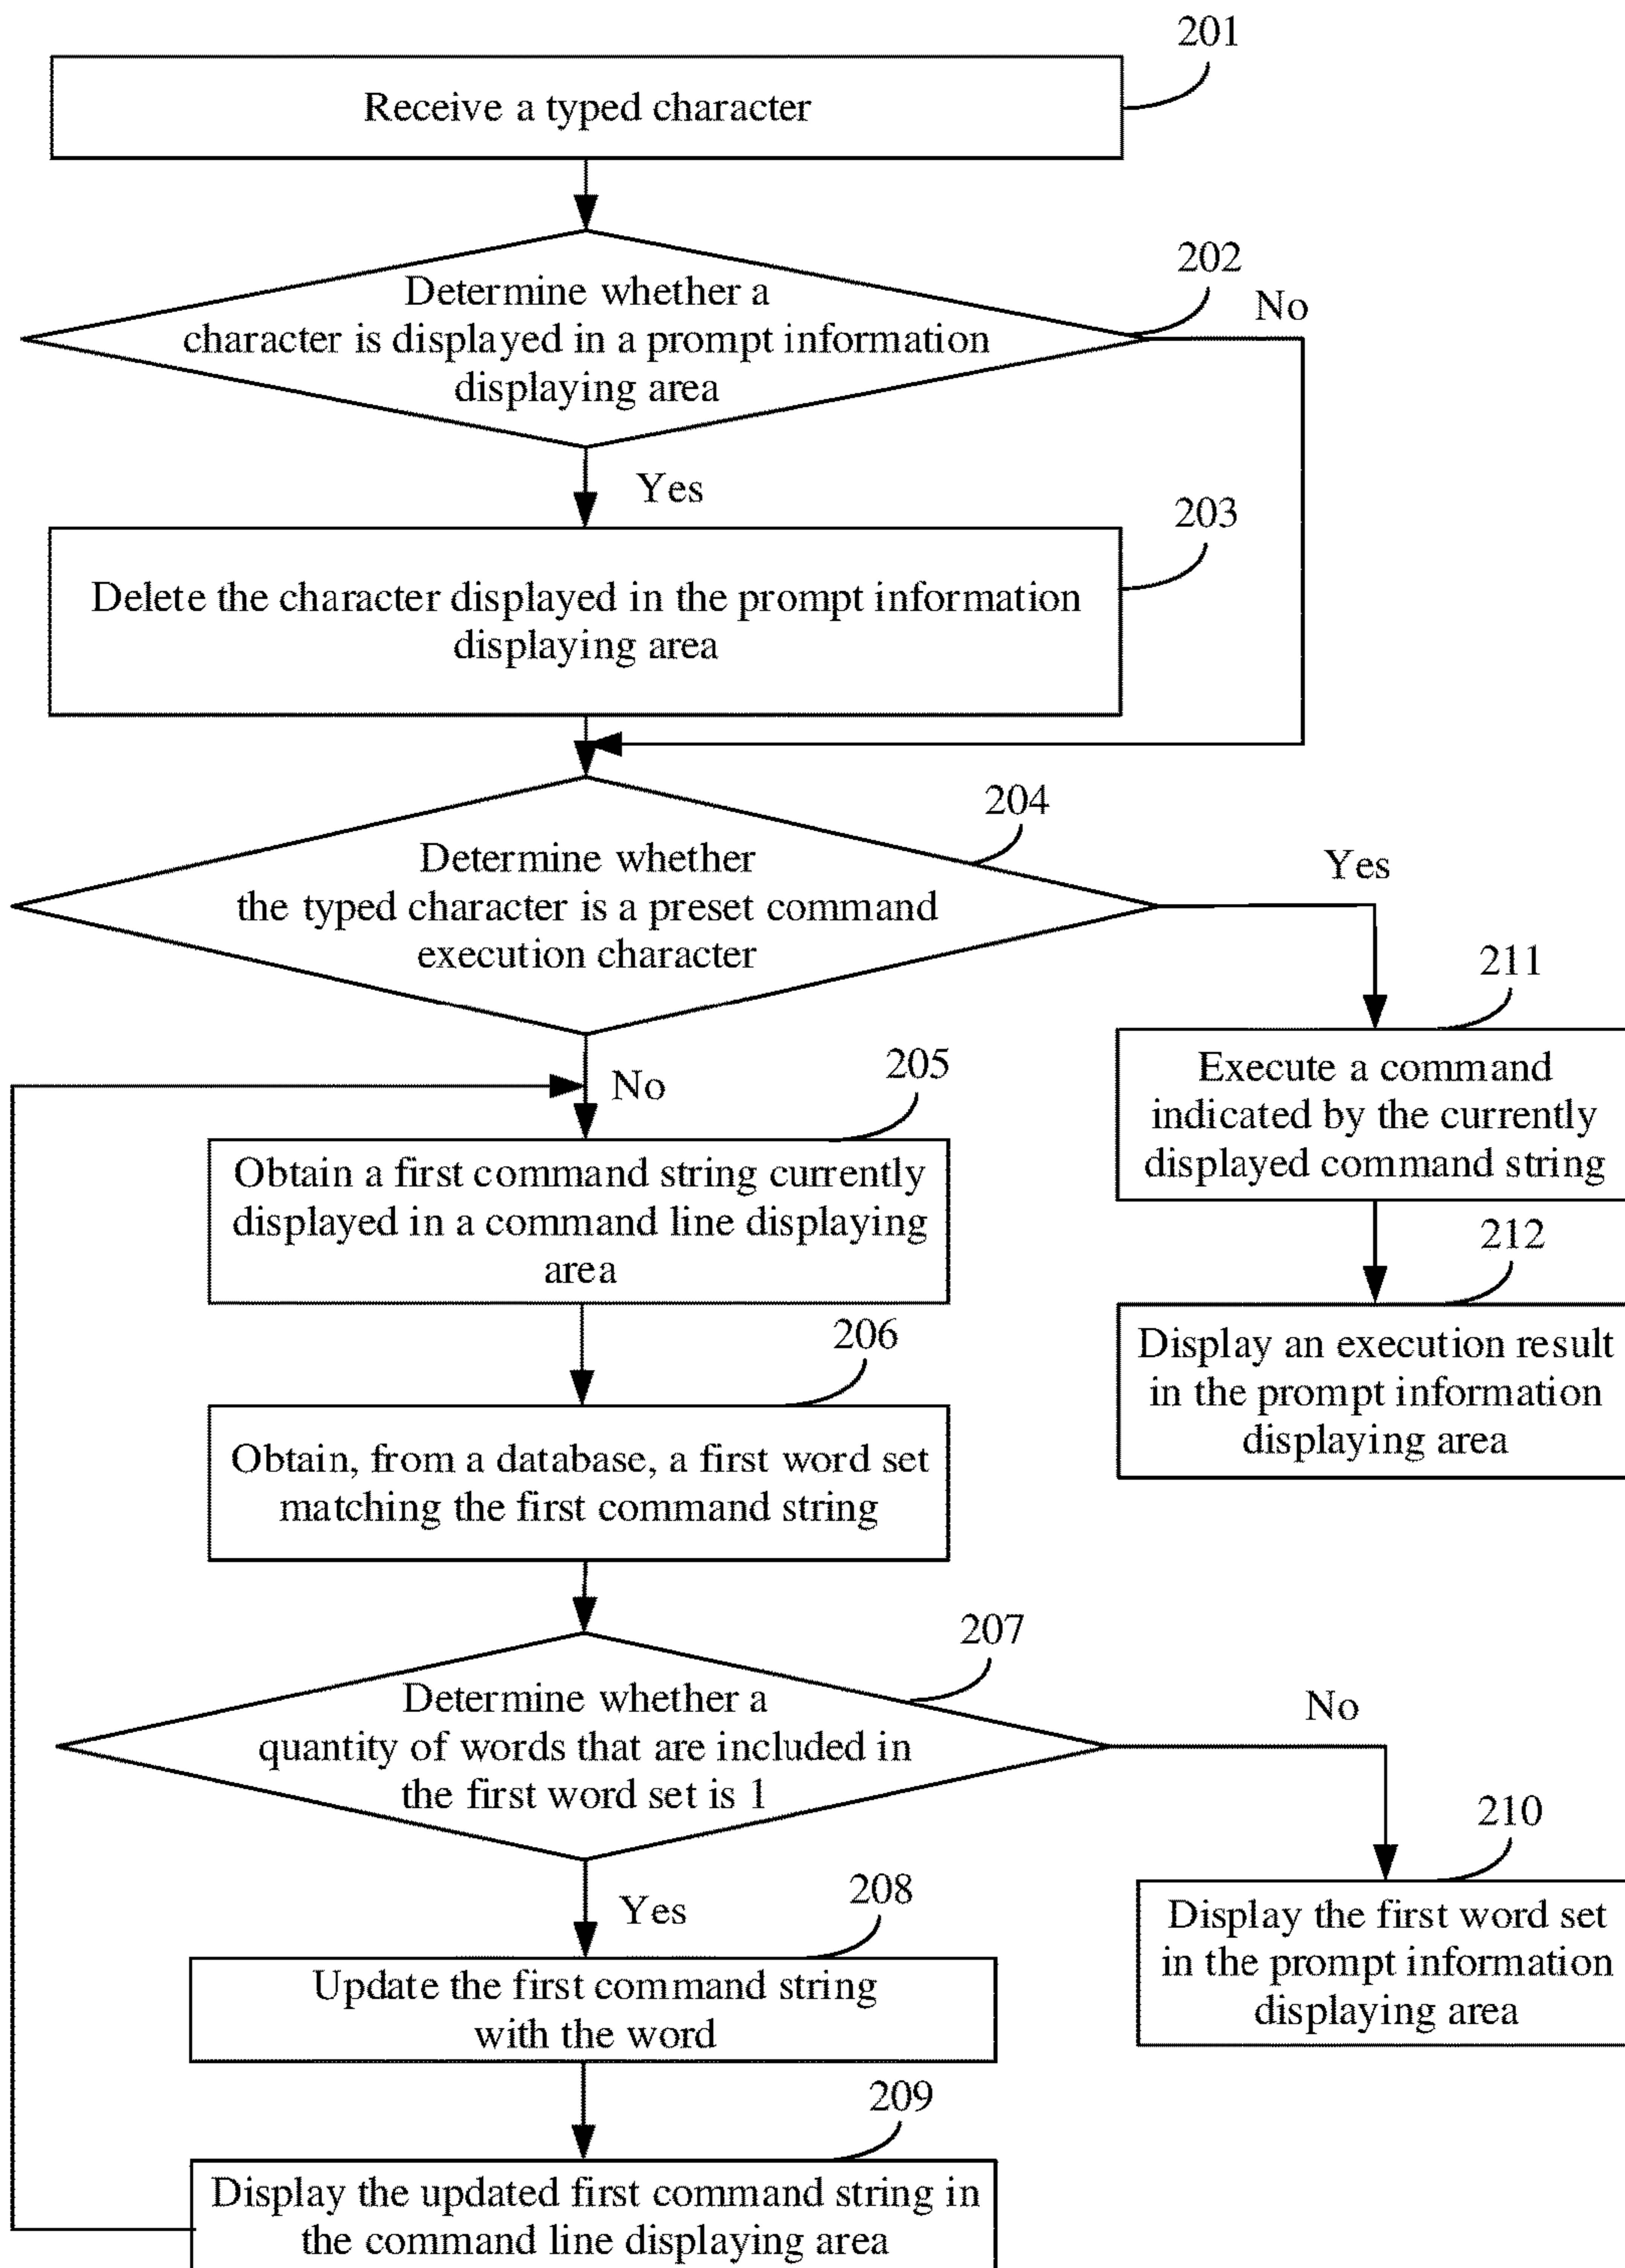 201
Receive a typed character
202
Determine whether a
character is displayed in a prompt information
displaying area
No
Yes
203
Delete the character displayed in the prompt information
displaying area
204
Determine whether
the typed character is a preset command
execution character
Yes
No
211
Execute a command
indicated by the currently
displayed command string
205
Obtain a first command string currently
displayed in a command line displaying
area
212
Display an execution result
in the prompt information
displaying area
206
Obtain, from a database, a first word set
matching the first command string
207
Determine whether a
quantity of words that are included in
the first word set is 1
No
Yes
210
Display the first word set
in the prompt information
displaying area
208
Update the first command string
with the word
209
Display the updated first command string in
the command line displaying area